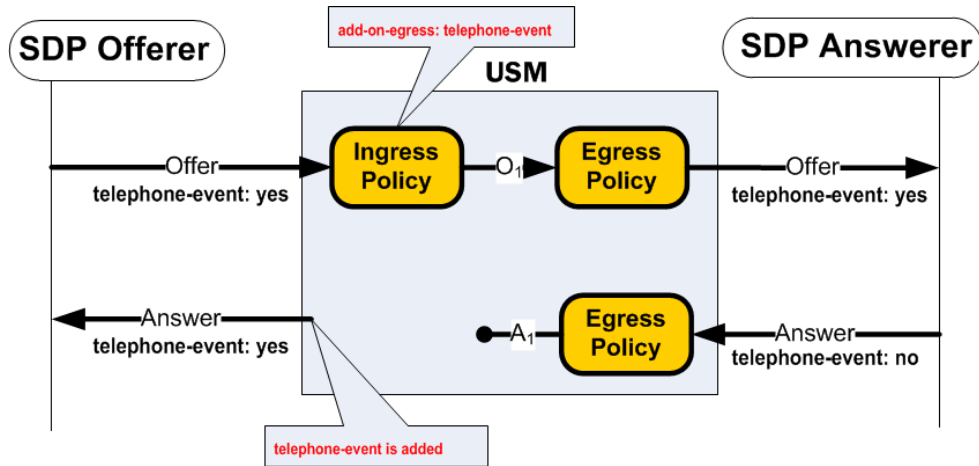 add-on-egress: telephone-event
SDP Offerer
SDP Answerer
USM
Offer
telephone-event: yes
Ingress
Policy
O₁
Egress
Policy
Offer
telephone-event: yes
Answer
telephone-event: yes
A₁
Egress
Policy
Answer
telephone-event: no
telephone-event is added